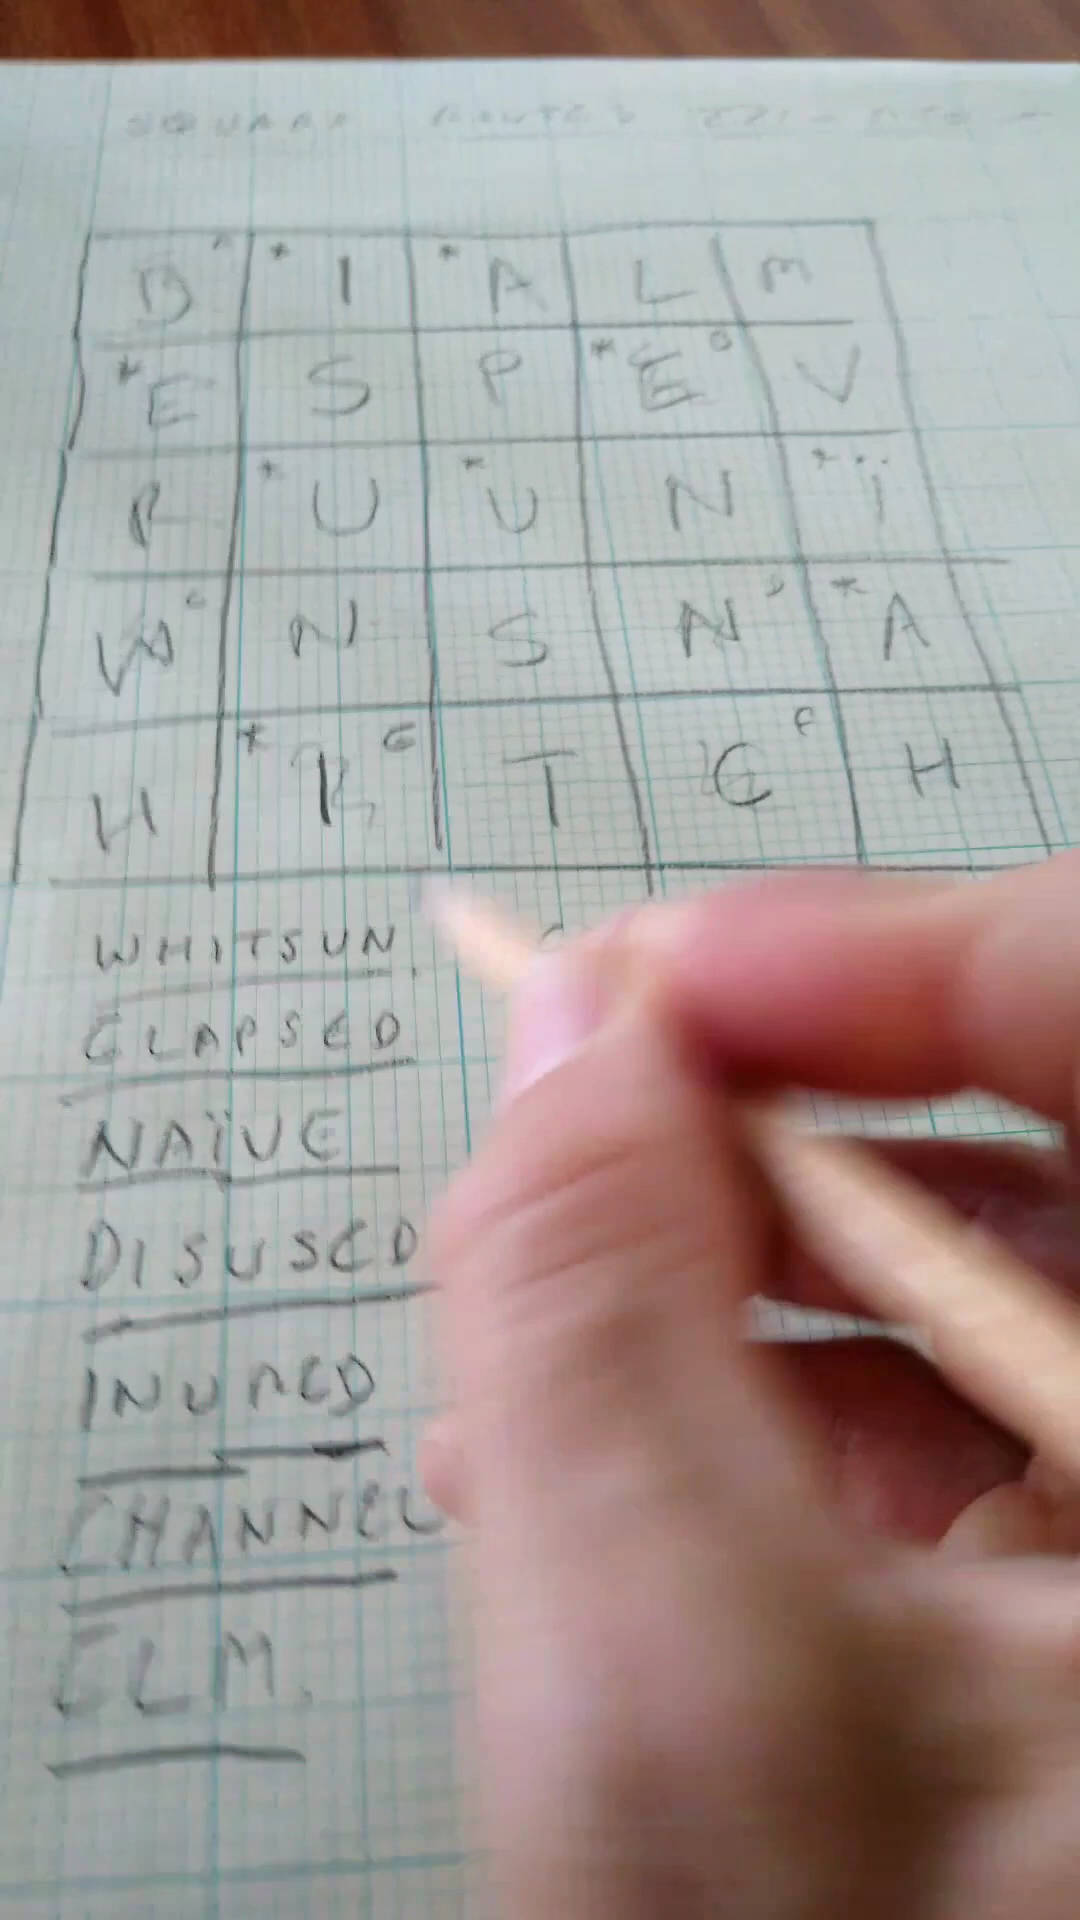 D I A L M
E S P E V
R U U N Ï
W N S N A
H I T C H
WHITSUN
ELAPSED
NAÏVE
DISUSED
INURED
CHANNEL
ELM